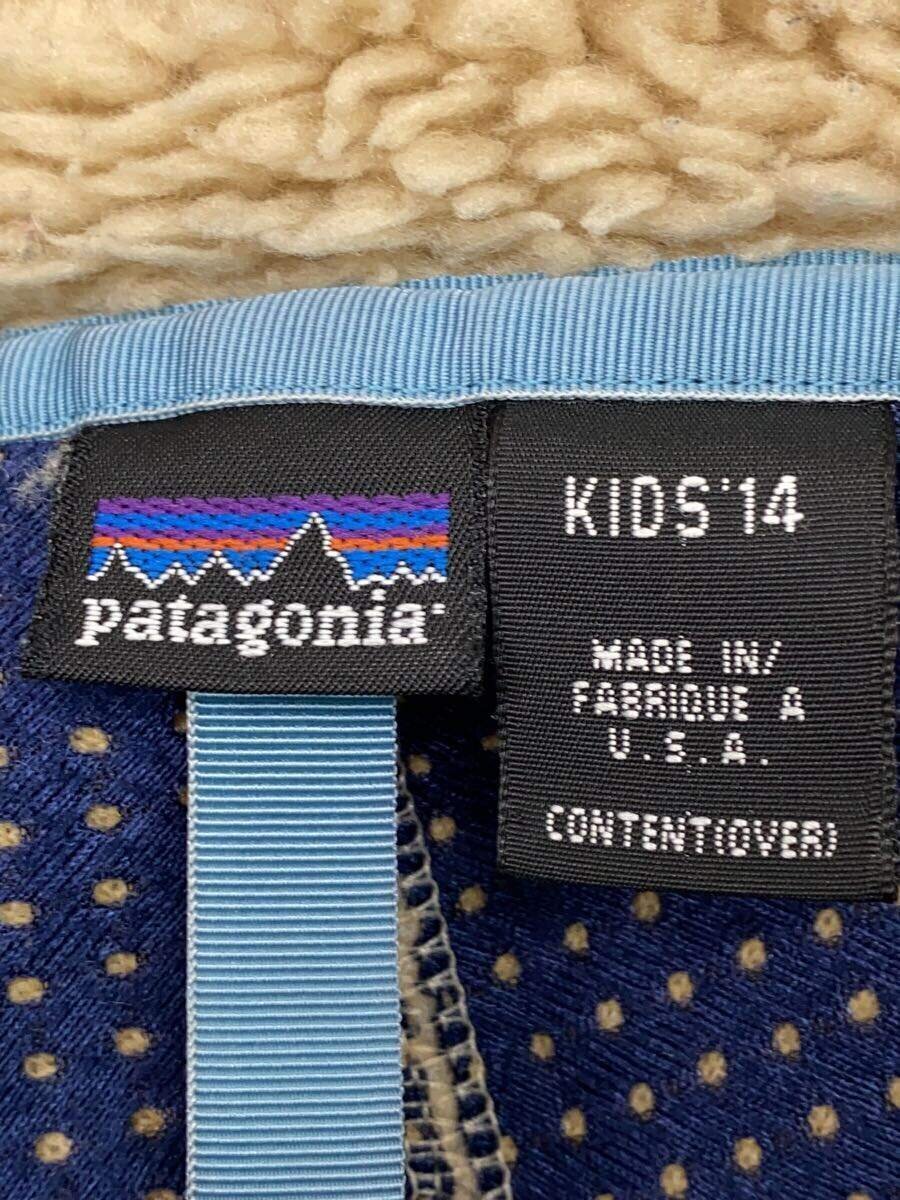 patagonia
KIDS'14
MADE IN/
FABRIQUE A
U.S.A.
CONTENT(OVER)